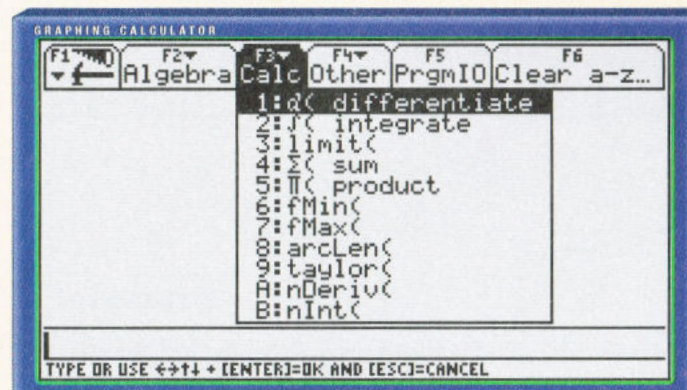 GRAPHING CALCULATOR
F1▼ F2▼ F3▼ F4▼ F5 F6
Algebra Calc Other PrgmIO Clear a-z…
1:d( differentiate
2:∫( integrate
3:limit(
4:Σ( sum
5:Π( product
6:fMin(
7:fMax(
8:arcLen(
9:taylor(
A:nDeriv(
B:nInt(
TYPE OR USE ←→↑↓ + [ENTER]=OK AND [ESC]=CANCEL